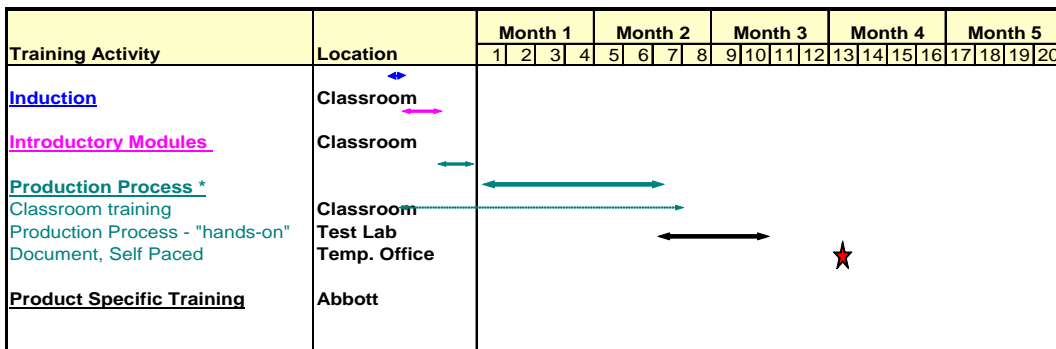 Month 1 Month 2 Month 3 Month 4 Month 5
Training Activity Location 1 2 3 4 5 6 7 8 9 10 11 12 13 14 15 16 17 18 19 20
Induction Classroom
Introductory Modules Classroom
Production Process *
Classroom training Classroom
Production Process - "hands-on" Test Lab
Document, Self Paced Temp. Office
Product Specific Training Abbott